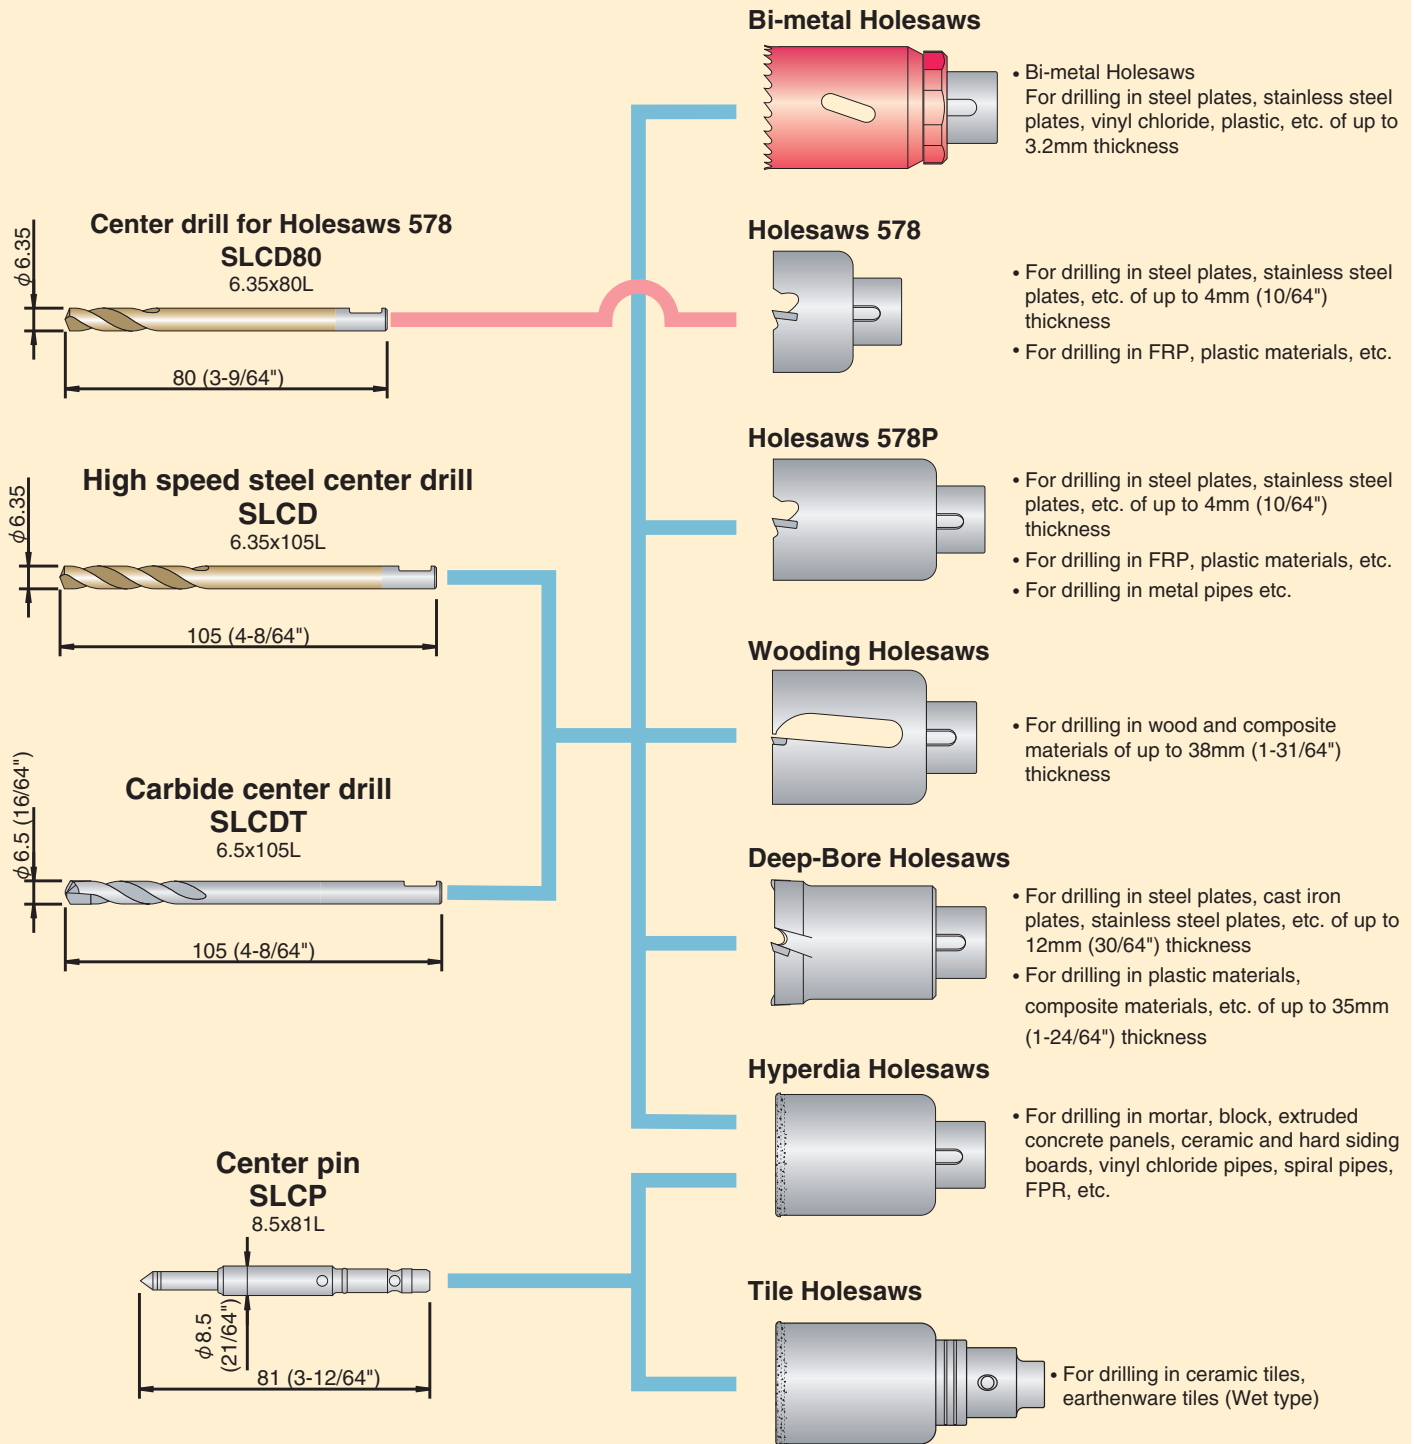 Bi-metal Holesaws
• Bi-metal Holesaws
For drilling in steel plates, stainless steel
plates, vinyl chloride, plastic, etc. of up to
3.2mm thickness
Center drill for Holesaws 578
SLCD80
6.35x80L
ϕ6.35
80 (3-9/64")
Holesaws 578
• For drilling in steel plates, stainless steel
plates, etc. of up to 4mm (10/64")
thickness
• For drilling in FRP, plastic materials, etc.
High speed steel center drill
SLCD
6.35x105L
ϕ6.35
105 (4-8/64")
Holesaws 578P
• For drilling in steel plates, stainless steel
plates, etc. of up to 4mm (10/64")
thickness
• For drilling in FRP, plastic materials, etc.
• For drilling in metal pipes etc.
Wooding Holesaws
• For drilling in wood and composite
materials of up to 38mm (1-31/64")
thickness
Carbide center drill
SLCDT
6.5x105L
ϕ6.5 (16/64")
105 (4-8/64")
Deep-Bore Holesaws
• For drilling in steel plates, cast iron
plates, stainless steel plates, etc. of up to
12mm (30/64") thickness
• For drilling in plastic materials,
composite materials, etc. of up to 35mm
(1-24/64") thickness
Hyperdia Holesaws
• For drilling in mortar, block, extruded
concrete panels, ceramic and hard siding
boards, vinyl chloride pipes, spiral pipes,
FPR, etc.
Center pin
SLCP
8.5x81L
ϕ8.5
(21/64")
81 (3-12/64")
Tile Holesaws
• For drilling in ceramic tiles,
earthenware tiles (Wet type)